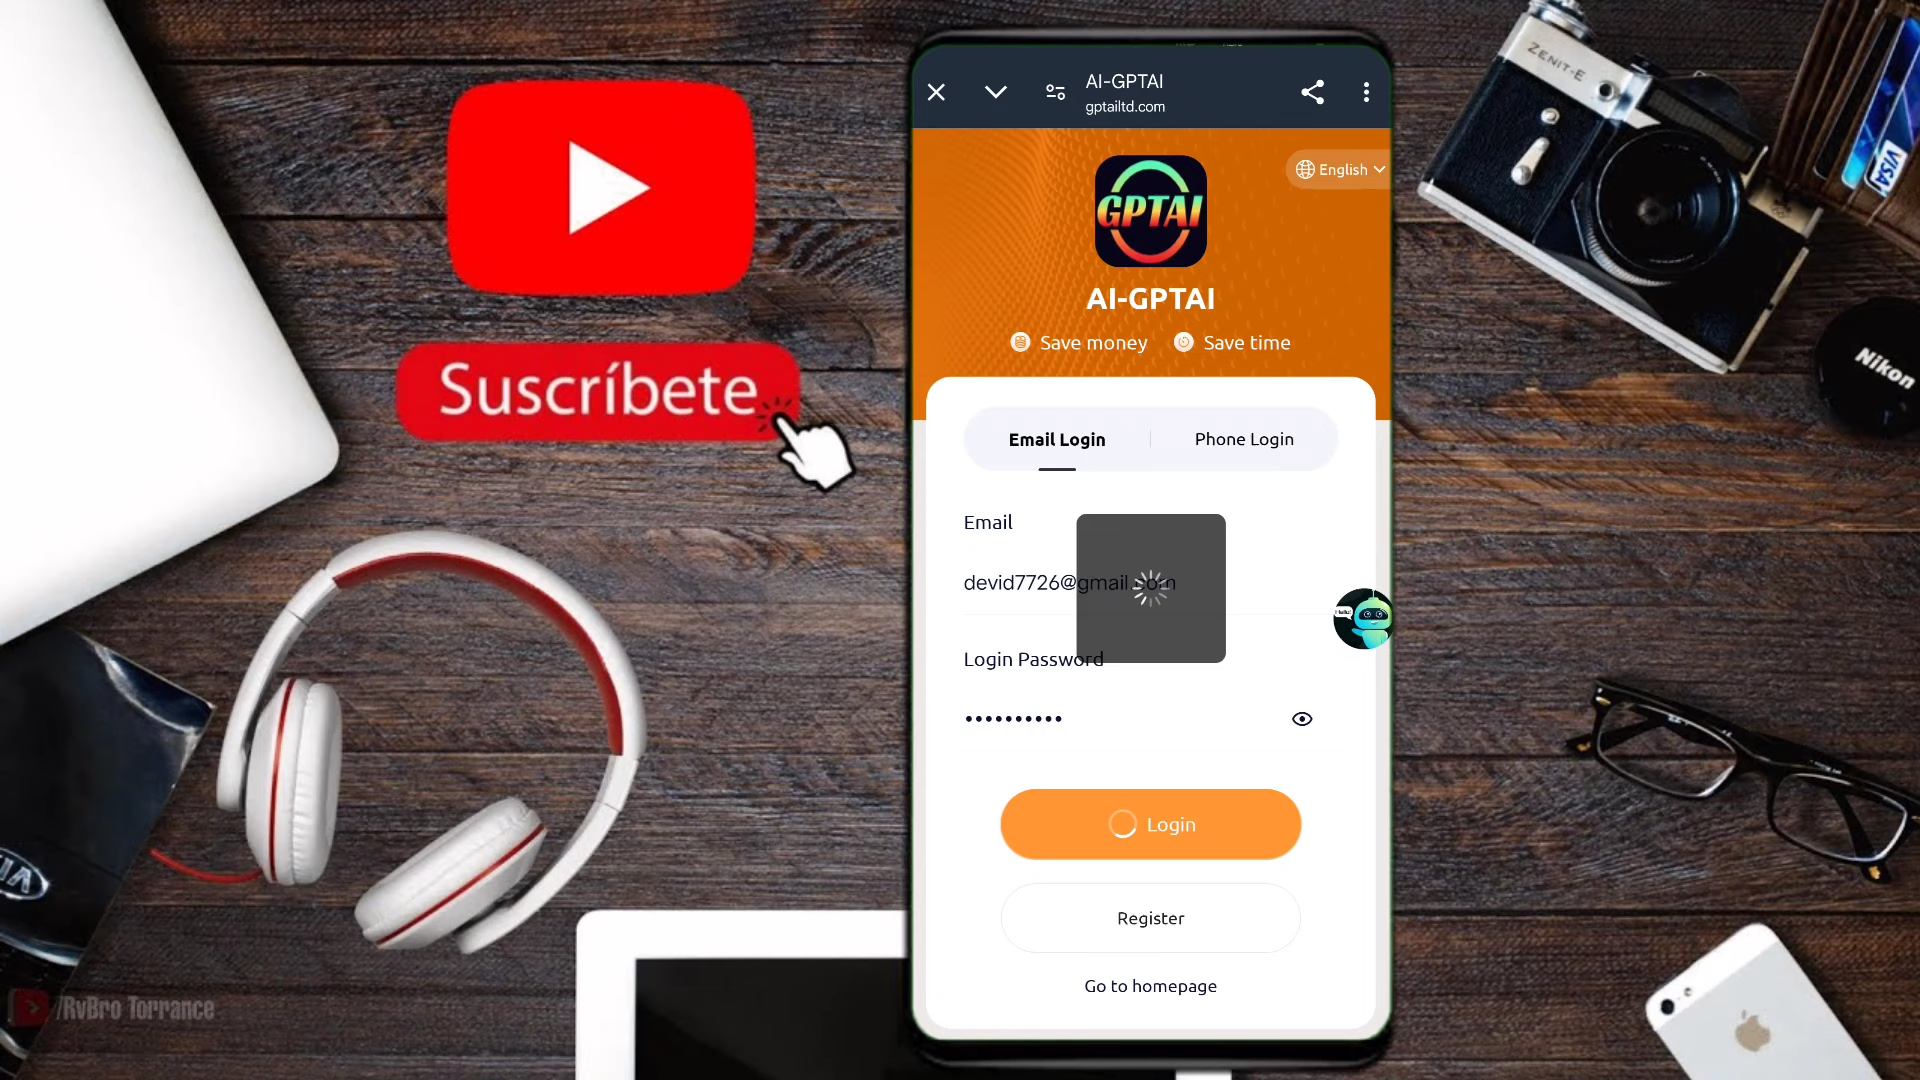 Suscríbete
/RvBro Torrance
AI-GPTAI
gptailtd.com
English
GPTAI
AI-GPTAI
Save money
Save time
Email Login
Phone Login
Email
devid7726@gmail.com
Hello!
Login Password
••••••••••
Login
Register
Go to homepage
ZENIT-E
VISA
Nikon